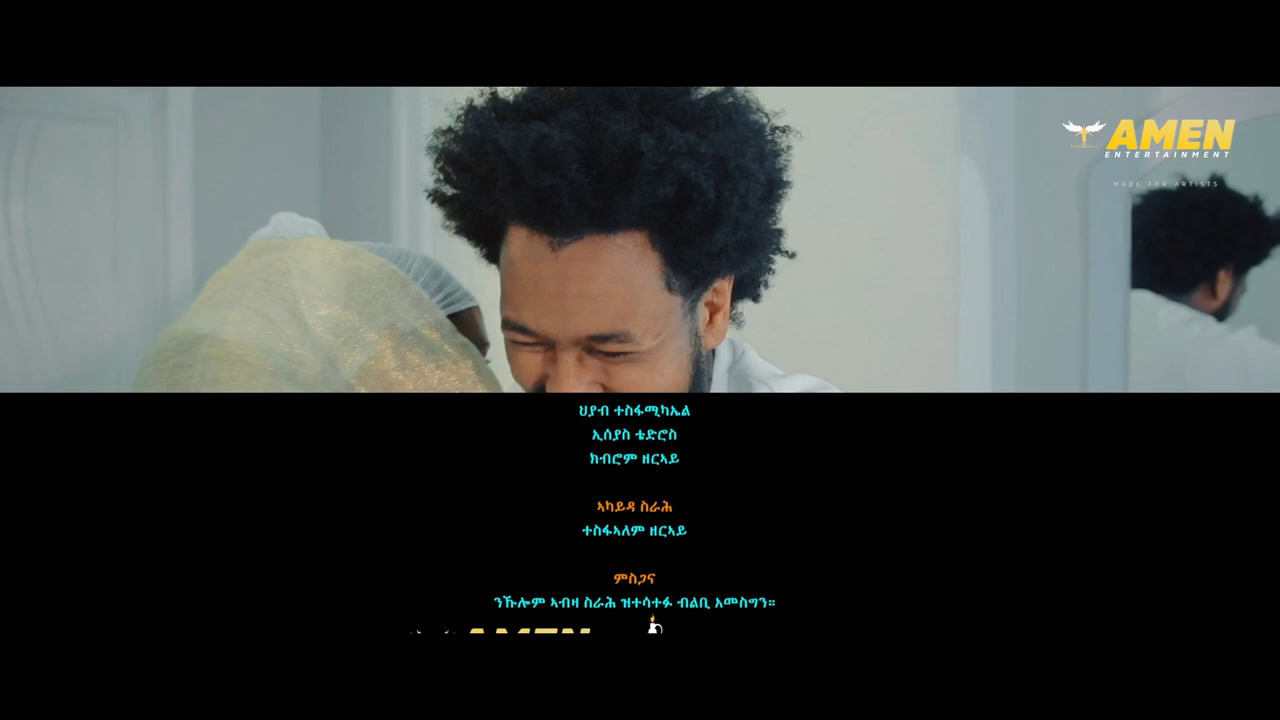 AMEN
ENTERTAINMENT
MADE FOR ARTISTS
ህያብ ተስፋሚካኤል
ኢሰያስ ቴድሮስ
ክብሮም ዘርኣይ
ኣካይዳ ስራሕ
ተስፋኣለም ዘርኣይ
ምስጋና
ንኹሎም ኣብዛ ስራሕ ዝተሳተፉ ብልቢ አመስግን።